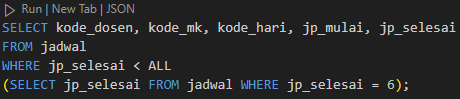 Run | New Tab | JSON
SELECT kode_dosen, kode_mk, kode_hari, jp_mulai, jp_selesai
FROM jadwal
WHERE jp_selesai < ALL
(SELECT jp_selesai FROM jadwal WHERE jp_selesai = 6);